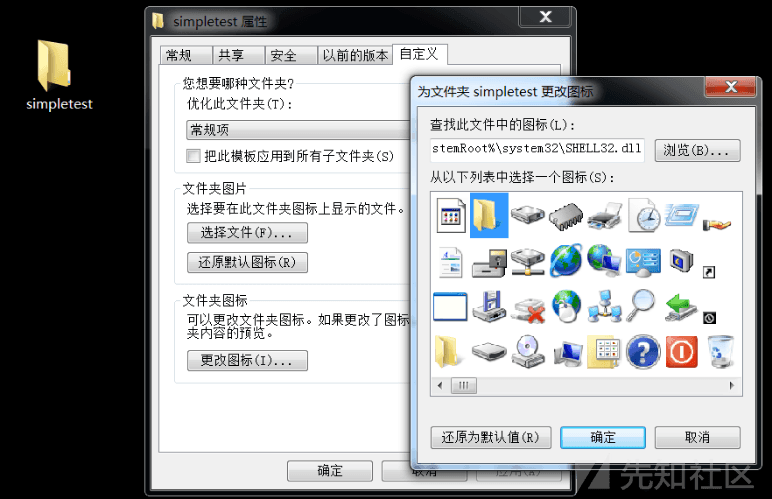 simpletest
simpletest 属性
常规
共享
安全
以前的版本
自定义
您想要哪种文件夹?
优化此文件夹(T):
常规项
把此模板应用到所有子文件夹(S)
文件夹图片
选择要在此文件夹图标上显示的文件。
选择文件(F)...
还原默认图标(R)
文件夹图标
可以更改文件夹图标。如果更改了图标
夹内容的预览。
更改图标(I)...
确定
取消
应用(A)
为文件夹 simpletest 更改图标
查找此文件中的图标(L):
stemRoot%\system32\SHELL32.dll
浏览(B)...
从以下列表中选择一个图标(S):
还原为默认值(R)
确定
取消
先知社区